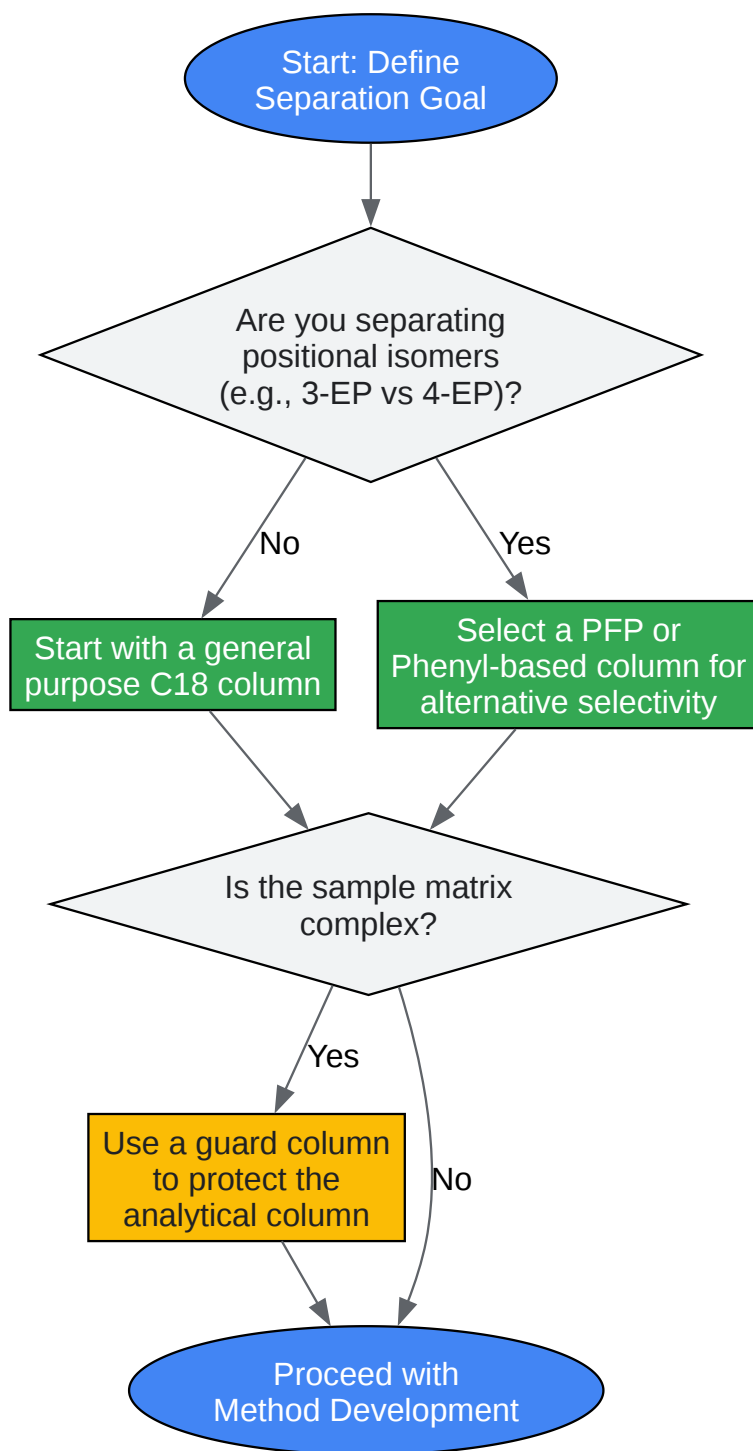 Start: Define
Separation Goal
Are you separating
positional isomers
(e.g., 3-EP vs 4-EP)?
No
Yes
Start with a general
purpose C18 column
Select a PFP or
Phenyl-based column for
alternative selectivity
Is the sample matrix
complex?
Yes
No
Use a guard column
to protect the
analytical column
Proceed with
Method Development